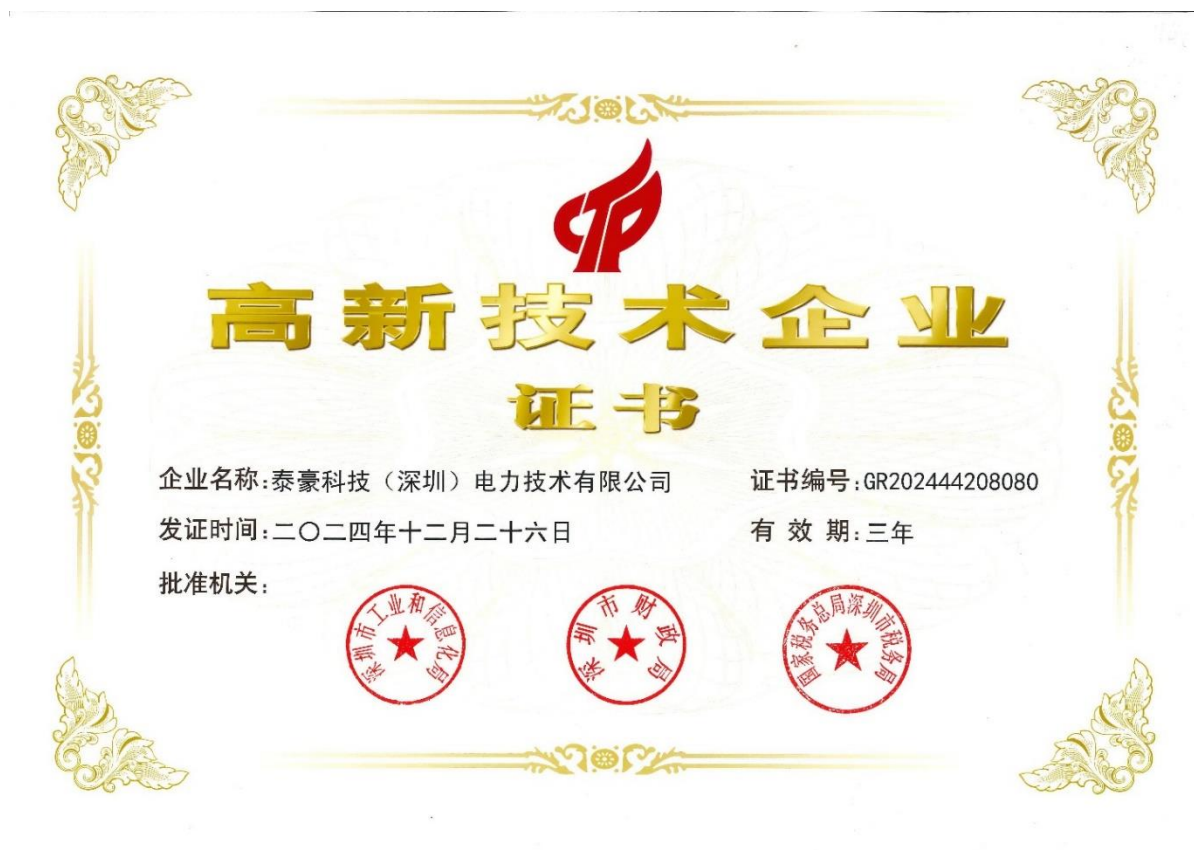 高新技术企业
证书
企业名称:泰豪科技（深圳）电力技术有限公司
证书编号:GR202444208080
发证时间:二〇二四年十二月二十六日
有 效 期:三年
批准机关:
深圳市工业和信息化局
深圳市财政局
国家税务总局深圳市税务局